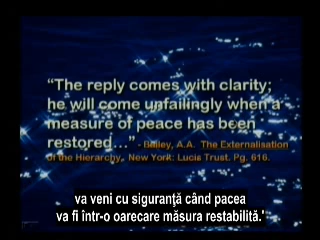 “The reply comes with clarity;
he will come unfailingly when a
measure of peace has been
restored...” - Bailey, A.A. The Externalisation
of the Hierarchy, New York: Lucis Trust. Pg. 616.
va veni cu siguranţă când pacea
va fi într-o oarecare măsura restabilită.'